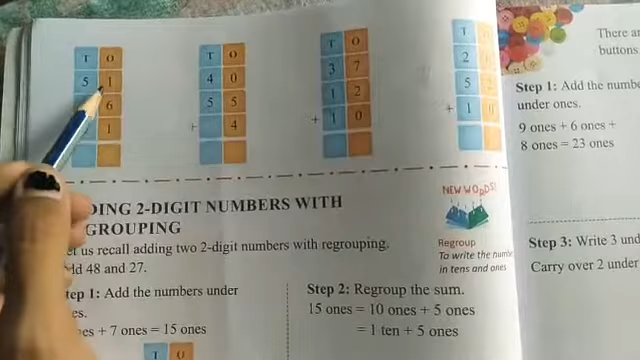 T O
5 1
6
1
T O
4 0
5 5
+ 4
T O
3 7
1 2
+ 1 0
T
2
5
+ 1
DING 2-DIGIT NUMBERS WITH
GROUPING
et us recall adding two 2-digit numbers with regrouping.
dd 48 and 27.
tep 1: Add the numbers under
es.
es + 7 ones = 15 ones
T O
Step 2: Regroup the sum.
15 ones = 10 ones + 5 ones
= 1 ten + 5 ones
NEW WORDS!
Regroup
To write the numbe
in tens and ones
There ar
buttons
Step 1: Add the numbe
under ones.
9 ones + 6 ones +
8 ones = 23 ones
Step 3: Write 3 und
Carry over 2 under